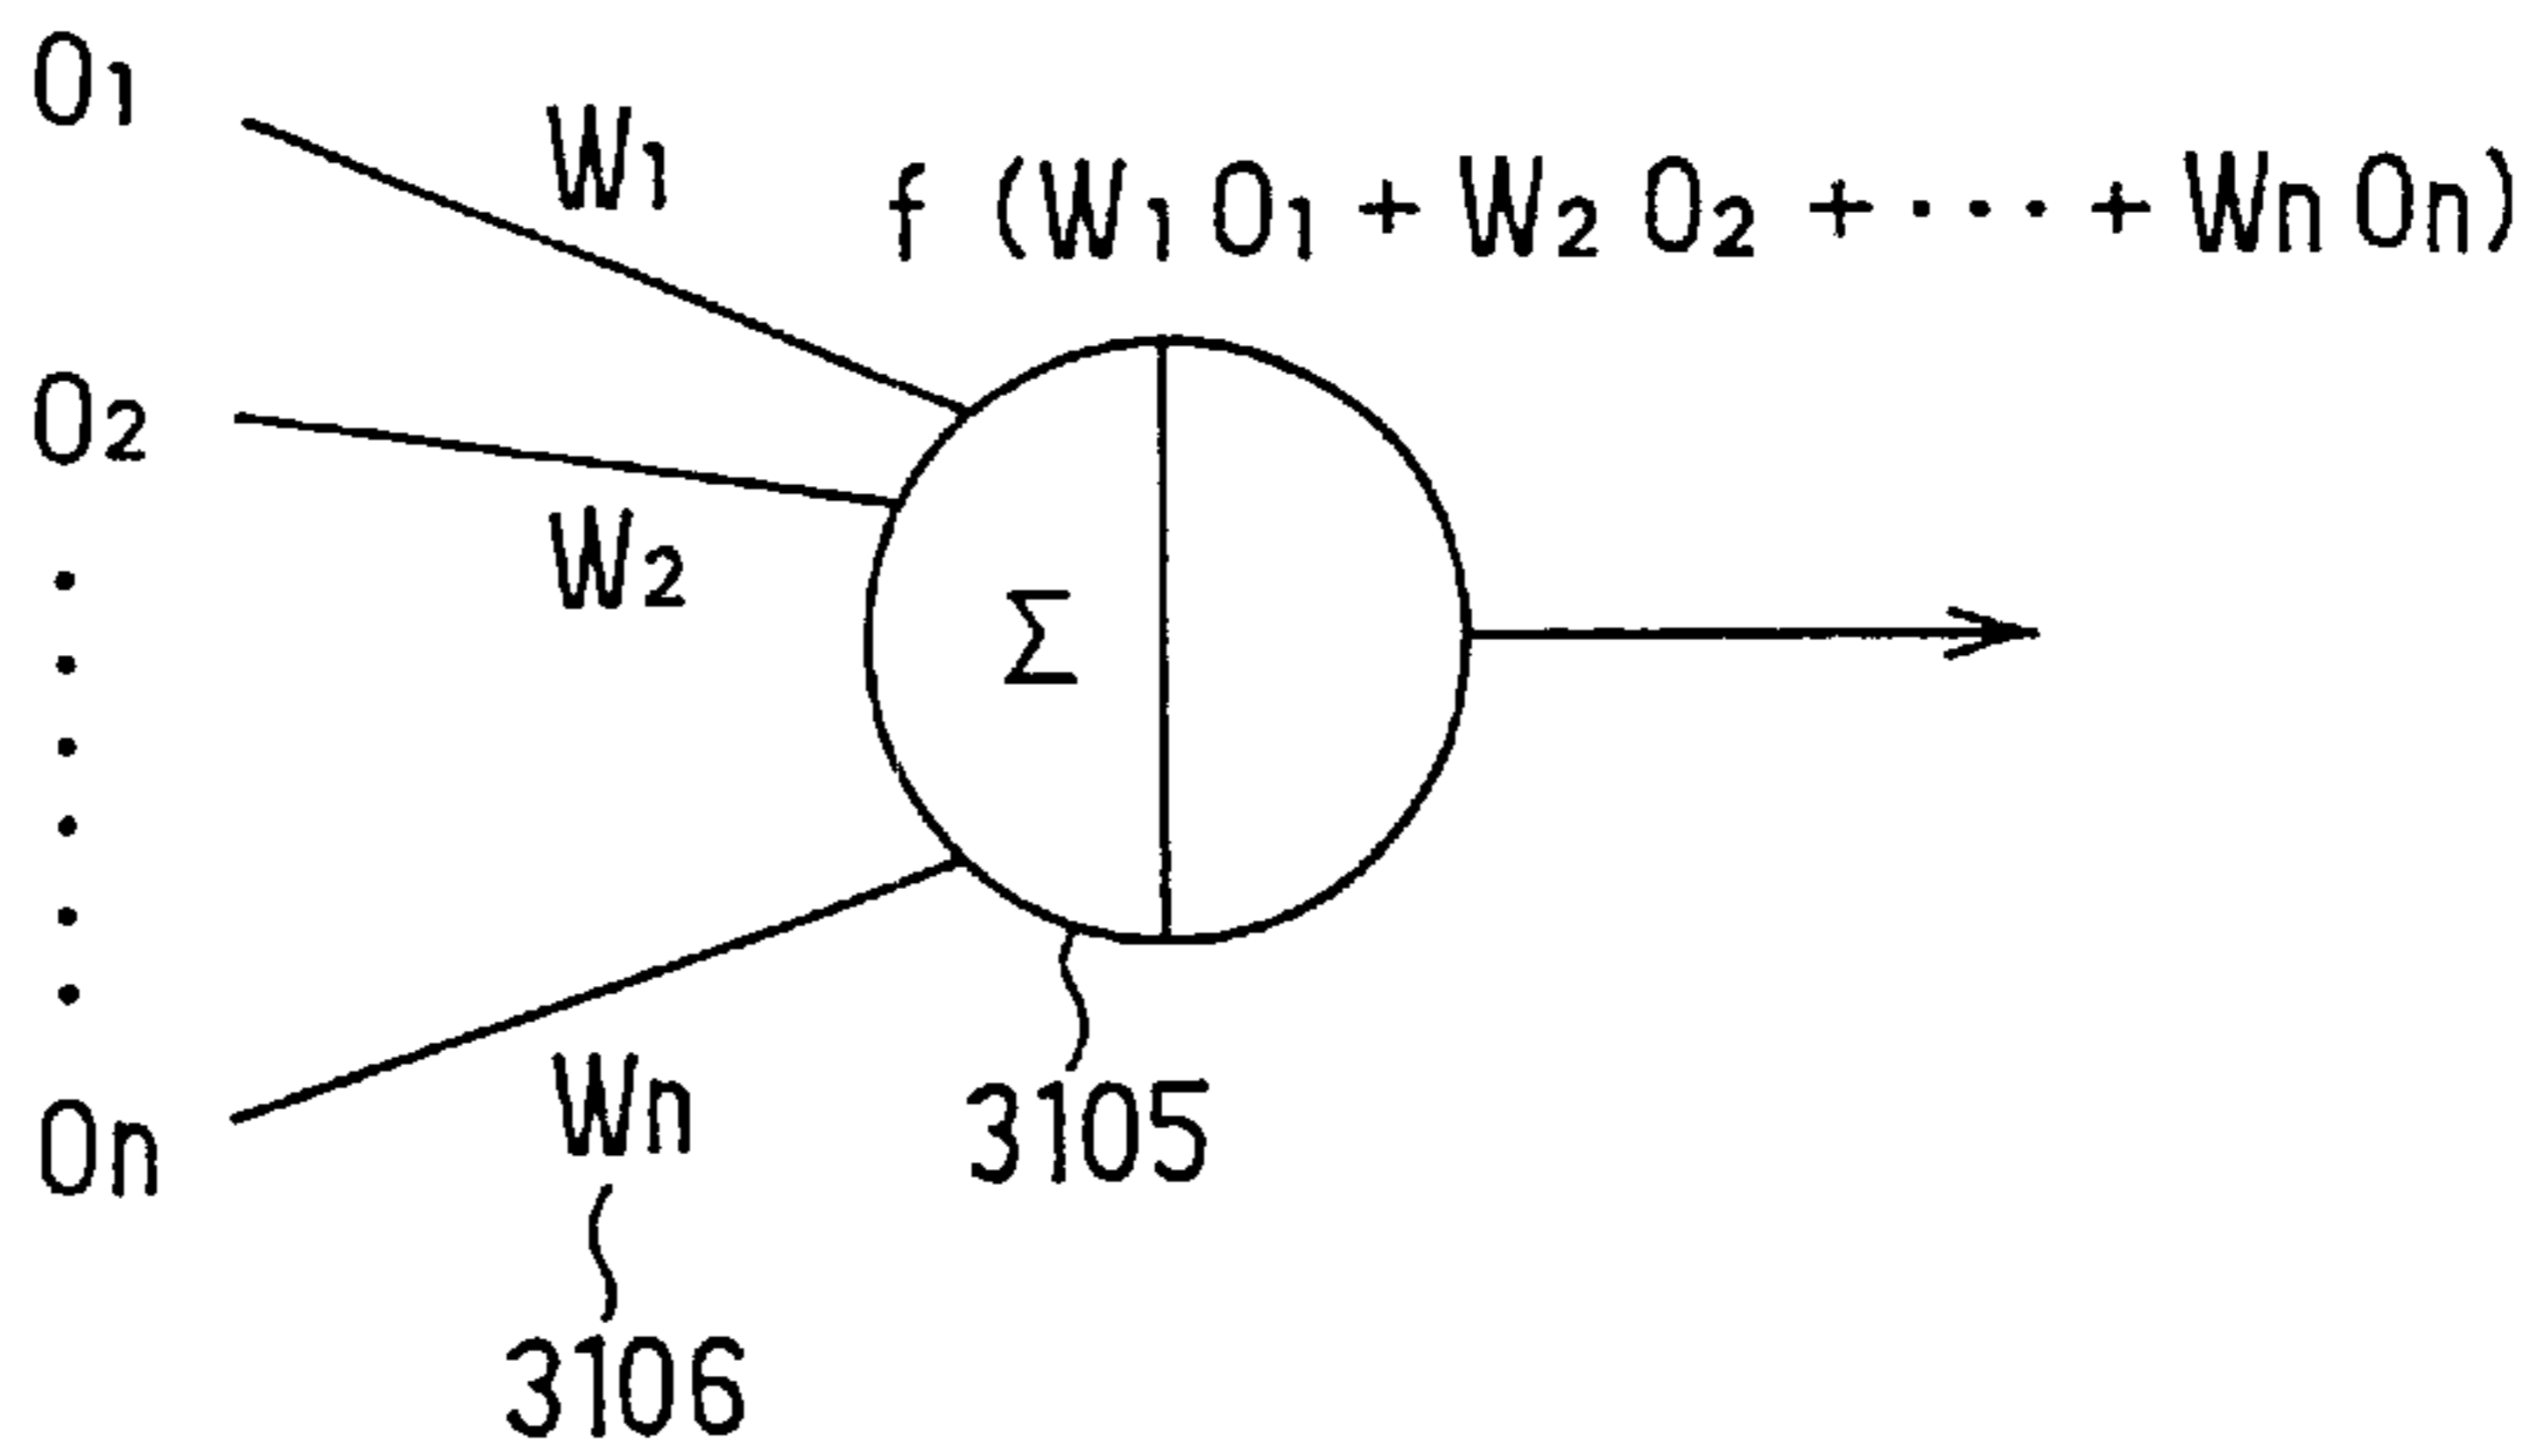 O1
W1
f (W1 O1 + W2 O2 + · · · + Wn On)
O2
W2
Σ
On
Wn
3105
3106